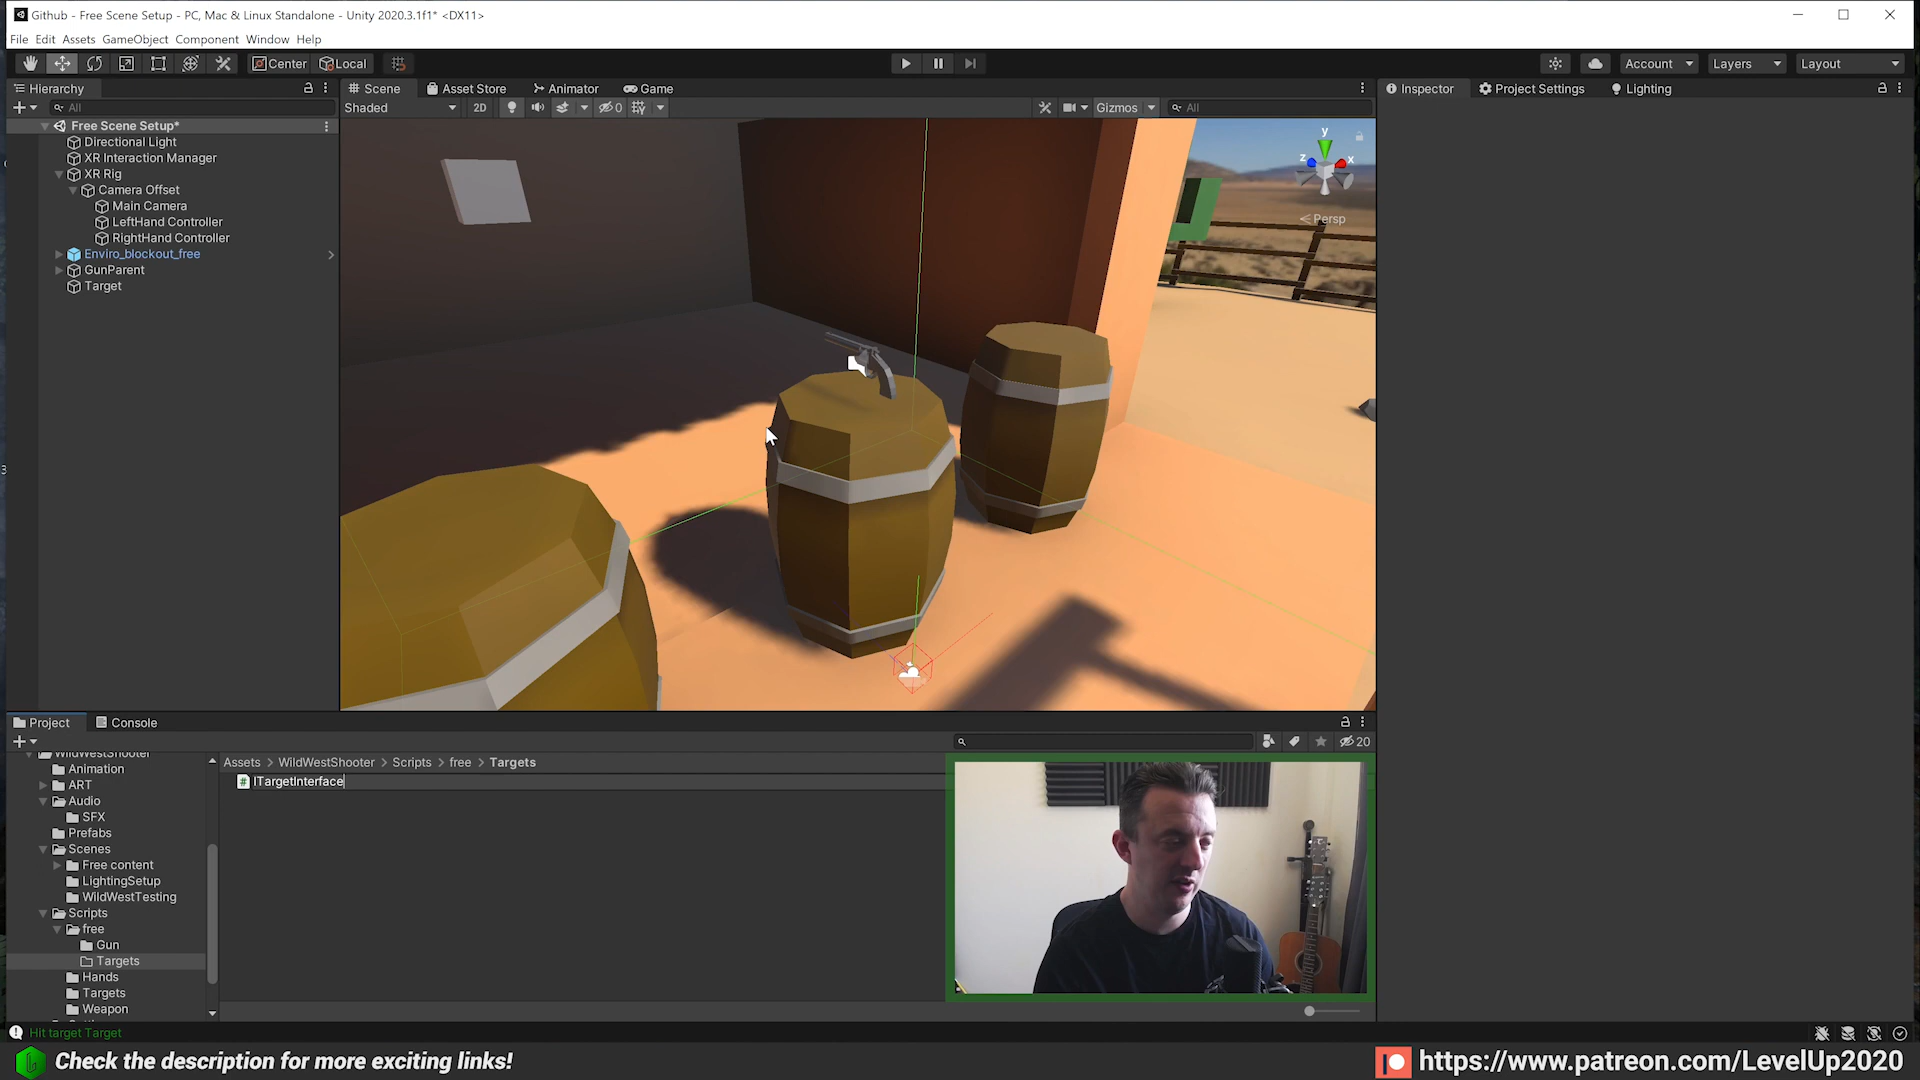 Github - Free Scene Setup - PC, Mac & Linux Standalone - Unity 2020.3.1f1* <DX11>
File Edit Assets GameObject Component Window Help
Center Local Account Layers Layout
Hierarchy Scene Asset Store Animator Game Inspector Project Settings Lighting
All Shaded 2D 0 Gizmos All
Free Scene Setup*
Directional Light
XR Interaction Manager
XR Rig
Camera Offset
Main Camera
LeftHand Controller
RightHand Controller
Enviro_blockout_free
GunParent
Target
y
z x
Persp
Project Console
20
WildWestShooter
Animation
ART
Audio
SFX
Prefabs
Scenes
Free content
LightingSetup
WildWestTesting
Scripts
free
Gun
Targets
Hands
Targets
Weapon
Assets > WildWestShooter > Scripts > free > Targets
ITargetInterface
Hit target Target
Check the description for more exciting links!
https://www.patreon.com/LevelUp2020